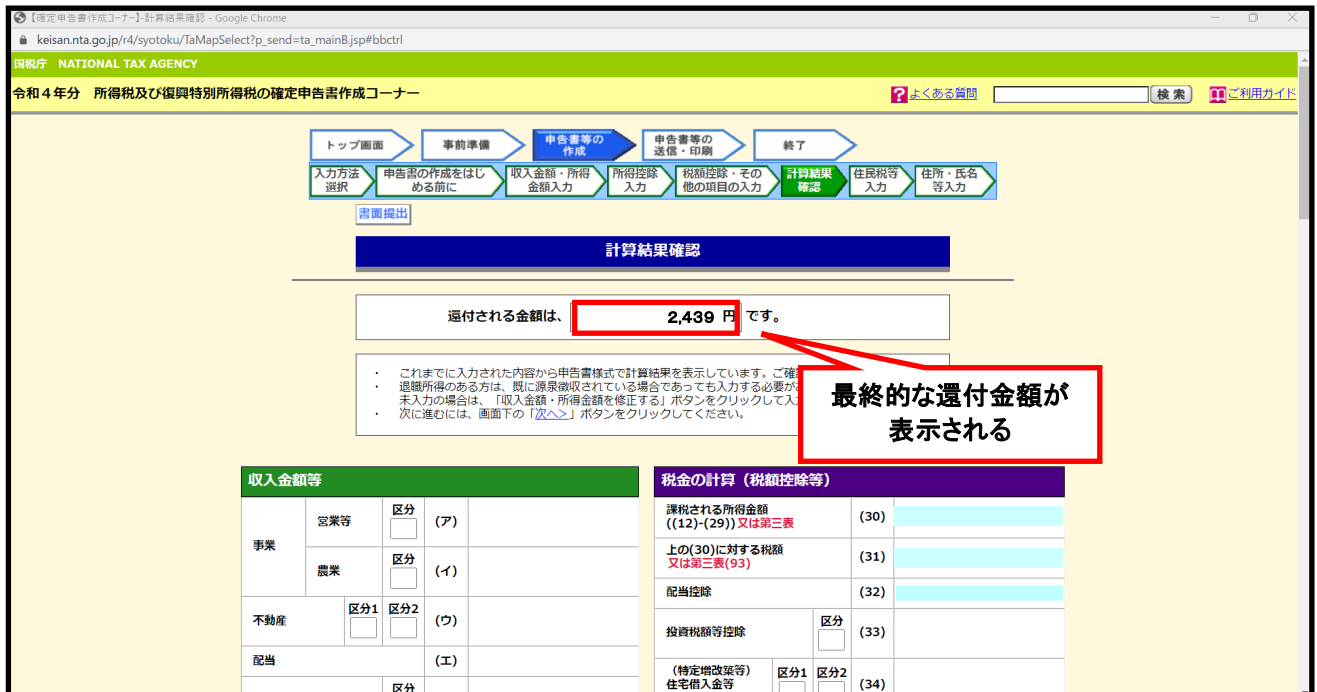 【確定申告書作成コーナー】-計算結果確認 - Google Chrome
keisan.nta.go.jp/r4/syotoku/TaMapSelect?p_send=ta_mainB.jsp#bbctrl
国税庁 NATIONAL TAX AGENCY
令和4年分 所得税及び復興特別所得税の確定申告書作成コーナー
よくある質問
検索
ご利用ガイド
トップ画面
事前準備
申告書等の
作成
申告書等の
送信・印刷
終了
入力方法
選択
申告書の作成をはじ
める前に
収入金額・所得
金額入力
所得控除
入力
税額控除・その
他の項目の入力
計算結果
確認
住民税等
入力
住所・氏名
等入力
書面提出
計算結果確認
還付される金額は、 2,439 円 です。
・ これまでに入力された内容から申告書様式で計算結果を表示しています。ご確
・ 退職所得のある方は、既に源泉徴収されている場合であっても入力する必要が
未入力の場合は、「収入金額・所得金額を修正する」ボタンをクリックして入
・ 次に進むには、画面下の「次へ>」ボタンをクリックしてください。
最終的な還付金額が
表示される
収入金額等
事業
営業等 区分 (ア)
農業 区分 (イ)
不動産 区分1 区分2 (ウ)
配当 (エ)
区分
税金の計算（税額控除等）
課税される所得金額
((12)-(29))又は第三表 (30)
上の(30)に対する税額
又は第三表(93) (31)
配当控除 (32)
投資税額等控除 区分 (33)
（特定増改築等）
住宅借入金等 区分1 区分2 (34)